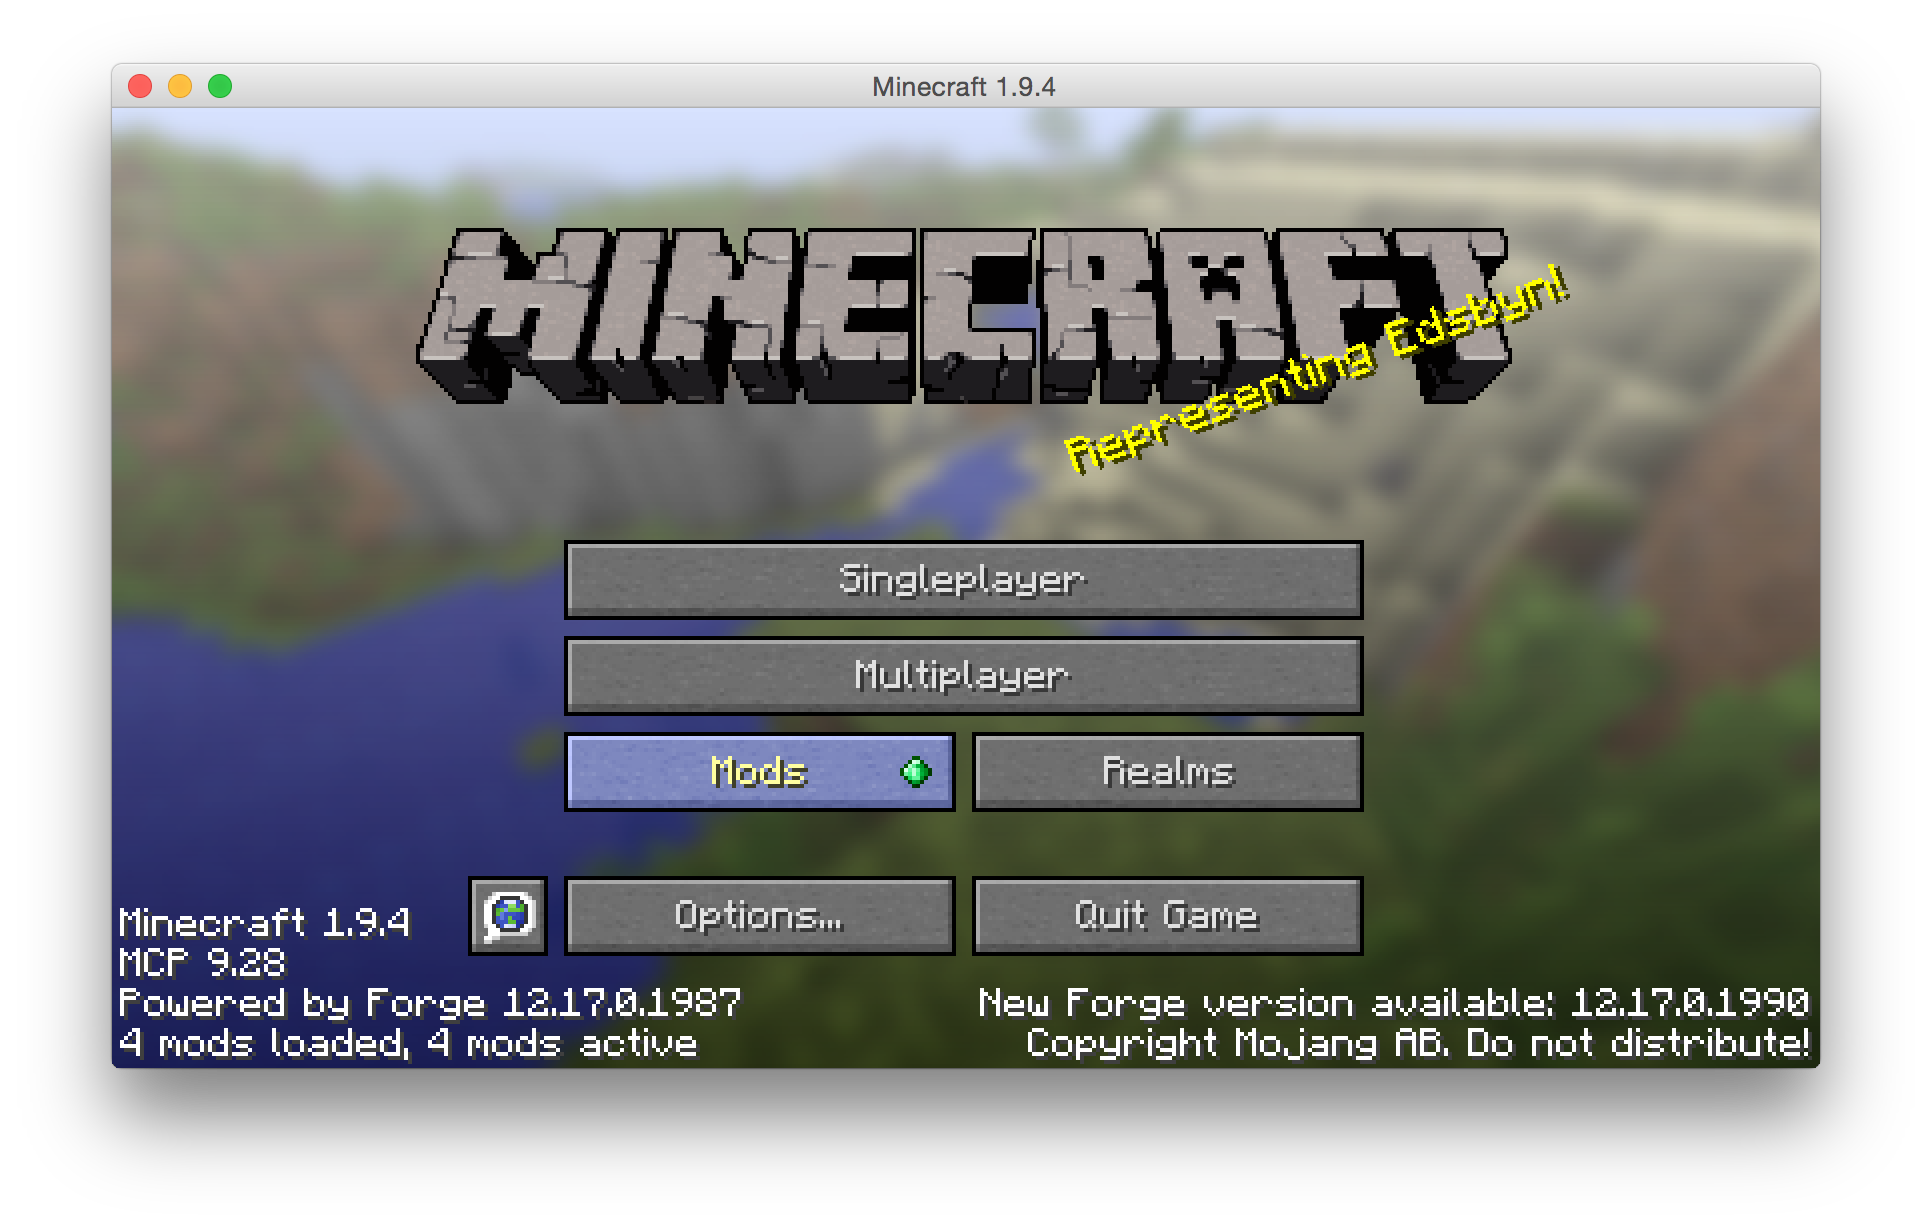 Minecraft 1.9.4
MINECRAFT
Representing Edsbyn!
Singleplayer
Multiplayer
Mods
Realms
Options...
Quit Game
Minecraft 1.9.4
MCP 9.28
Powered by Forge 12.17.0.1987
4 mods loaded, 4 mods active
New Forge version available: 12.17.0.1990
Copyright Mojang AB. Do not distribute!